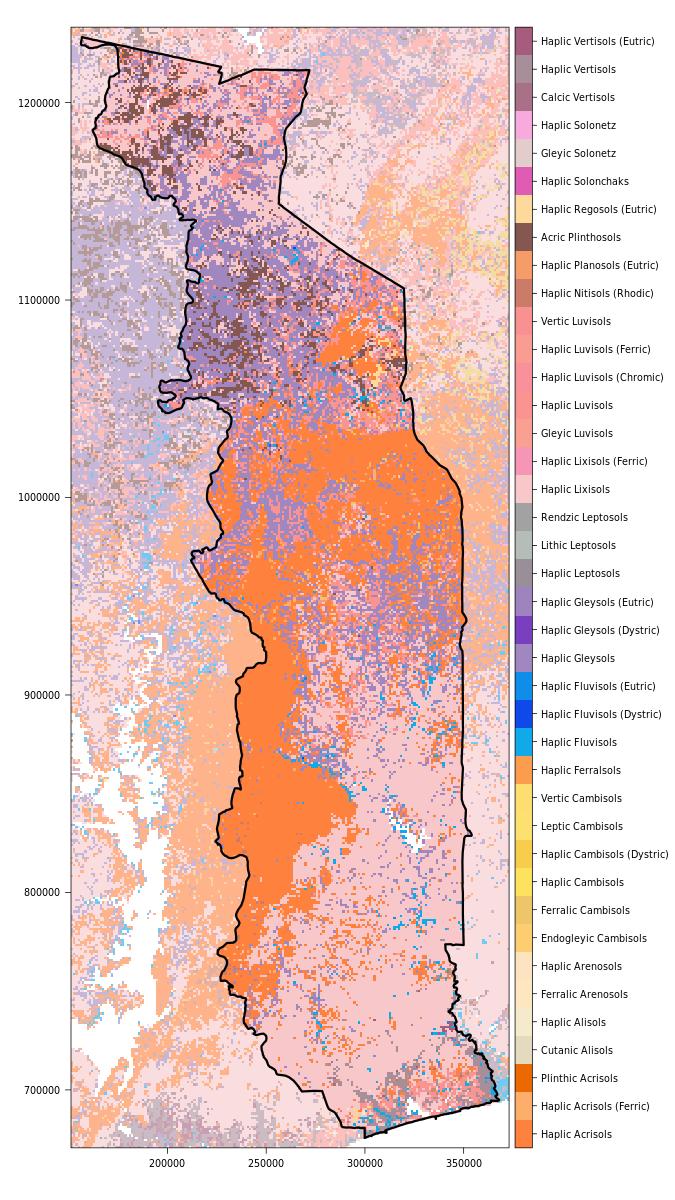 1200000
1100000
1000000
900000
800000
700000
200000
250000
300000
350000
Haplic Vertisols (Eutric)
Haplic Vertisols
Calcic Vertisols
Haplic Solonetz
Gleyic Solonetz
Haplic Solonchaks
Haplic Regosols (Eutric)
Acric Plinthosols
Haplic Planosols (Eutric)
Haplic Nitisols (Rhodic)
Vertic Luvisols
Haplic Luvisols (Ferric)
Haplic Luvisols (Chromic)
Haplic Luvisols
Gleyic Luvisols
Haplic Lixisols (Ferric)
Haplic Lixisols
Rendzic Leptosols
Lithic Leptosols
Haplic Leptosols
Haplic Gleysols (Eutric)
Haplic Gleysols (Dystric)
Haplic Gleysols
Haplic Fluvisols (Eutric)
Haplic Fluvisols (Dystric)
Haplic Fluvisols
Haplic Ferralsols
Vertic Cambisols
Leptic Cambisols
Haplic Cambisols (Dystric)
Haplic Cambisols
Ferralic Cambisols
Endogleyic Cambisols
Haplic Arenosols
Ferralic Arenosols
Haplic Alisols
Cutanic Alisols
Plinthic Acrisols
Haplic Acrisols (Ferric)
Haplic Acrisols